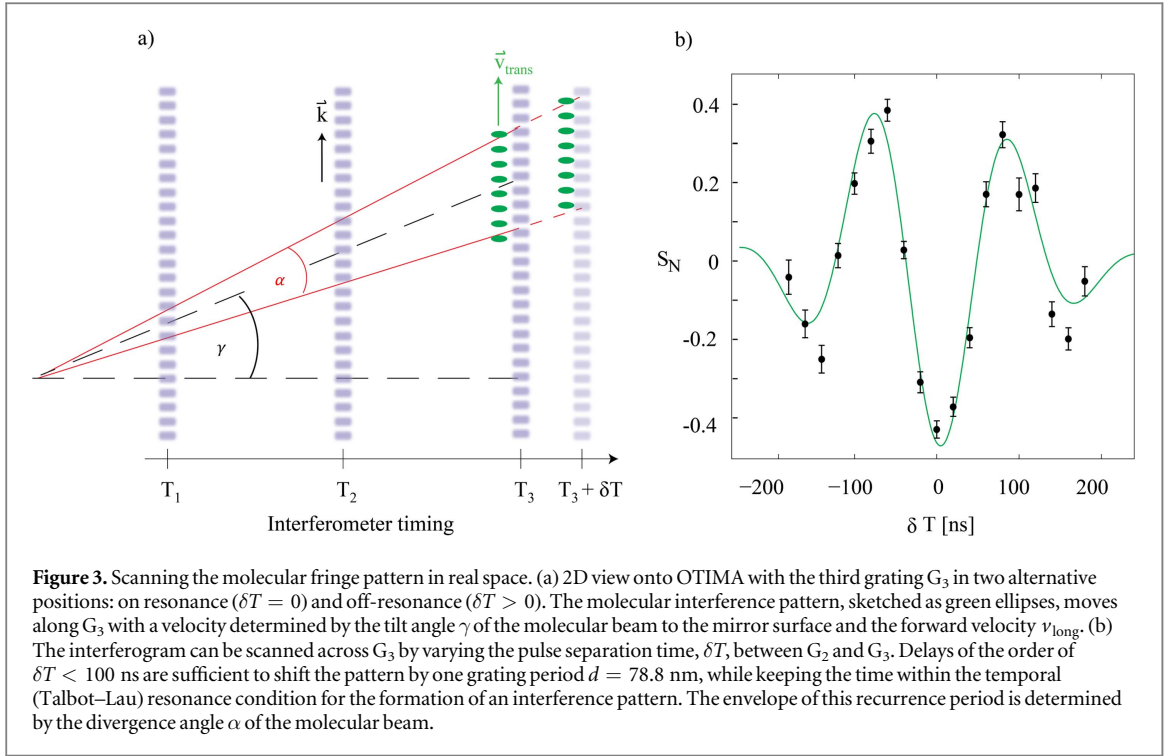 a)
b)
v⃗trans
k⃗
α
γ
T1
T2
T3
T3 + δT
Interferometer timing
0.4
0.2
0
-0.2
-0.4
SN
−200
−100
0
100
200
δ T [ns]
Figure 3. Scanning the molecular fringe pattern in real space. (a) 2D view onto OTIMA with the third grating G3 in two alternative
positions: on resonance (δT = 0) and off-resonance (δT > 0). The molecular interference pattern, sketched as green ellipses, moves
along G3 with a velocity determined by the tilt angle γ of the molecular beam to the mirror surface and the forward velocity νlong. (b)
The interferogram can be scanned across G3 by varying the pulse separation time, δT, between G2 and G3. Delays of the order of
δT < 100 ns are sufficient to shift the pattern by one grating period d = 78.8 nm, while keeping the time within the temporal
(Talbot–Lau) resonance condition for the formation of an interference pattern. The envelope of this recurrence period is determined
by the divergence angle α of the molecular beam.